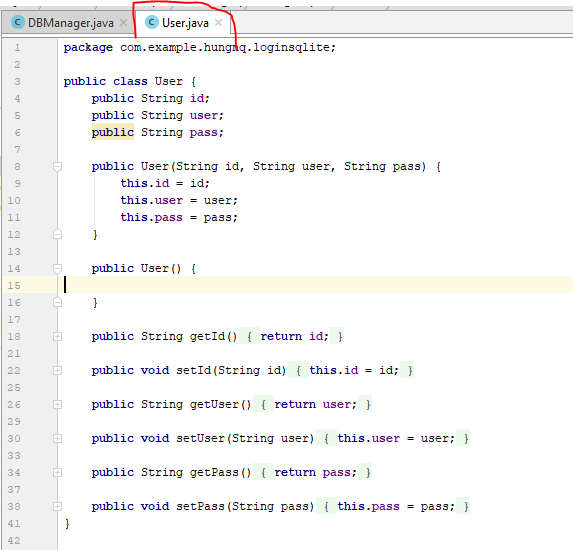 DBManager.java
User.java
1 package com.example.hungnq.loginsqlite;
2
3 public class User {
4 public String id;
5 public String user;
6 public String pass;
7
8 public User(String id, String user, String pass) {
9 this.id = id;
10 this.user = user;
11 this.pass = pass;
12 }
13
14 public User() {
15
16 }
17
18 public String getId() { return id; }
21
22 public void setId(String id) { this.id = id; }
25
26 public String getUser() { return user; }
29
30 public void setUser(String user) { this.user = user; }
33
34 public String getPass() { return pass; }
37
38 public void setPass(String pass) { this.pass = pass; }
41 }
42